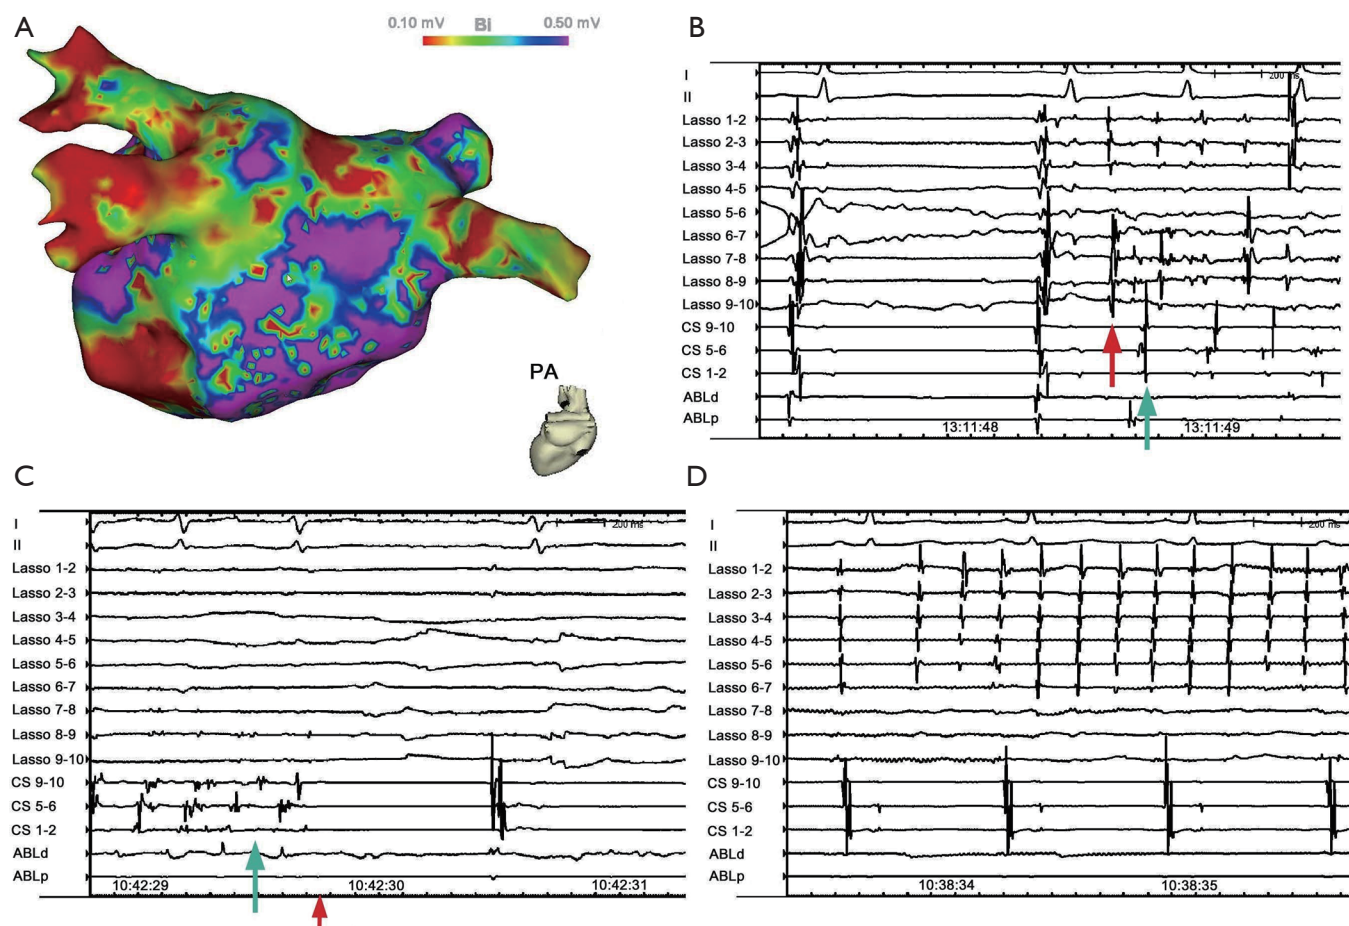 A
0.10 mV Bi 0.50 mV
PA
B
I
200 ms
II
Lasso 1-2
Lasso 2-3
Lasso 3-4
Lasso 4-5
Lasso 5-6
Lasso 6-7
Lasso 7-8
Lasso 8-9
Lasso 9-10
CS 9-10
CS 5-6
CS 1-2
ABLd
ABLp
13:11:48 13:11:49
C
I
200 ms
II
Lasso 1-2
Lasso 2-3
Lasso 3-4
Lasso 4-5
Lasso 5-6
Lasso 6-7
Lasso 7-8
Lasso 8-9
Lasso 9-10
CS 9-10
CS 5-6
CS 1-2
ABLd
ABLp
10:42:29 10:42:30 10:42:31
D
I
200 ms
II
Lasso 1-2
Lasso 2-3
Lasso 3-4
Lasso 4-5
Lasso 5-6
Lasso 6-7
Lasso 7-8
Lasso 8-9
Lasso 9-10
CS 9-10
CS 5-6
CS 1-2
ABLd
ABLp
10:38:34 10:38:35